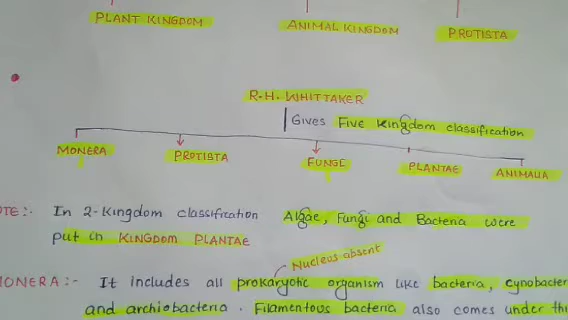 PLANT KINGDOM ANIMAL KINGDOM PROTISTA
R.H. WHITTAKER
Gives Five Kingdom classification
MONERA PROTISTA FUNGI PLANTAE ANIMALIA
OTE:- In 2-Kingdom classification Algae, Fungi and Bacteria were
put in KINGDOM PLANTAE
Nucleus absent
MONERA:- It includes all prokaryotic organism like bacteria, cynobacter
and archiobacteria. Filamentous bacteria also comes under th